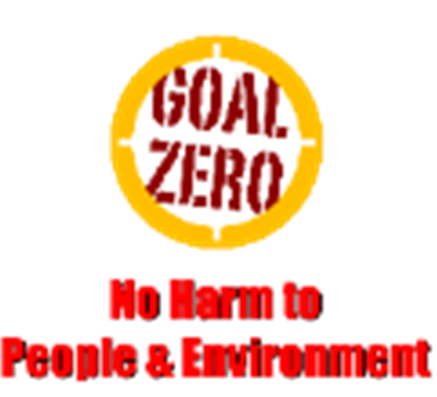 GOAL
ZERO
No Harm to
People & Environment